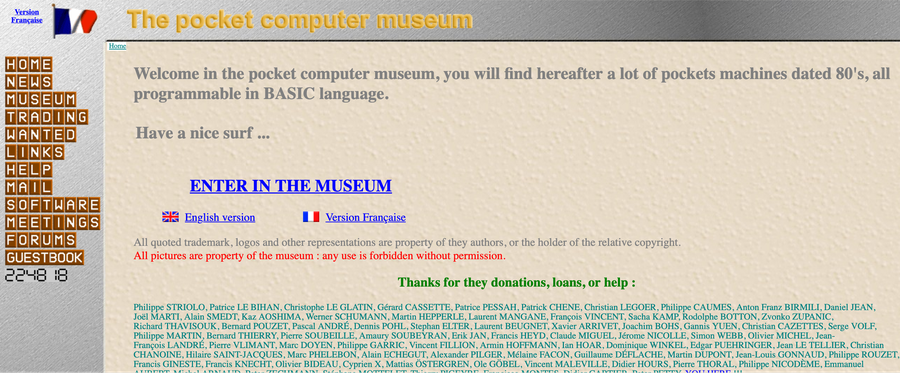 Version
Française
The pocket computer museum
Home
HOME
NEWS
MUSEUM
TRADING
WANTED
LINKS
HELP
MAIL
SOFTWARE
MEETINGS
FORUMS
GUESTBOOK
224818
Welcome in the pocket computer museum, you will find hereafter a lot of pockets machines dated 80's, all
programmable in BASIC language.
Have a nice surf ...
ENTER IN THE MUSEUM
English version Version Française
All quoted trademark, logos and other representations are property of they authors, or the holder of the relative copyright.
All pictures are property of the museum : any use is forbidden without permission.
Thanks for they donations, loans, or help :
Philippe STRIOLO, Patrice LE BIHAN, Christophe LE GLATIN, Gérard CASSETTE, Patrice PESSAH, Patrick CHENE, Christian LEGOER, Philippe CAUMES, Anton Franz BIRMILI, Daniel JEAN,
Joël MARTI, Alain SMEDT, Kaz AOSHIMA, Werner SCHUMANN, Martin HEPPERLE, Laurent MANGANE, François VINCENT, Sacha KAMP, Rodolphe BOTTON, Zvonko ZUPANIC,
Richard THAVISOUK, Bernard POUZET, Pascal ANDRÉ, Dennis POHL, Stephan ELTER, Laurent BEUGNET, Xavier ARRIVET, Joachim BOHS, Gannis YUEN, Christian CAZETTES, Serge VOLF,
Philippe MARTIN, Bernard THIERRY, Pierre SOUBEILLE, Amaury SOUBEYRAN, Erik JAN, Francis HEYD, Claude MIGUEL, Jérome NICOLLE, Simon WEBB, Olivier MICHEL, Jean-
François LANDRÉ, Pierre VLIMANT, Marc DOYEN, Philippe GARRIC, Vincent PILLION, Armin HOFFMANN, Ian HOAR, Dominique WINKEL, Edgar PUEHRINGER, Jean LE TELLIER, Christian
CHANOINE, Hilaire SAINT-JACQUES, Marc PHELEBON, Alain ECHEGUT, Alexander PILGER, Mélaine FACON, Guillaume DÉFLACHE, Martin DUPONT, Jean-Louis GONNAUD, Philippe ROUZET,
Francis GINESTE, Francis KNECHT, Olivier BIDEAU, Cyprien X, Mattias ÖSTERGREN, Ole GÖBEL, Vincent MALEVILLE, Didier HOURS, Pierre THORAL, Philippe NICODÈME, Emmanuel